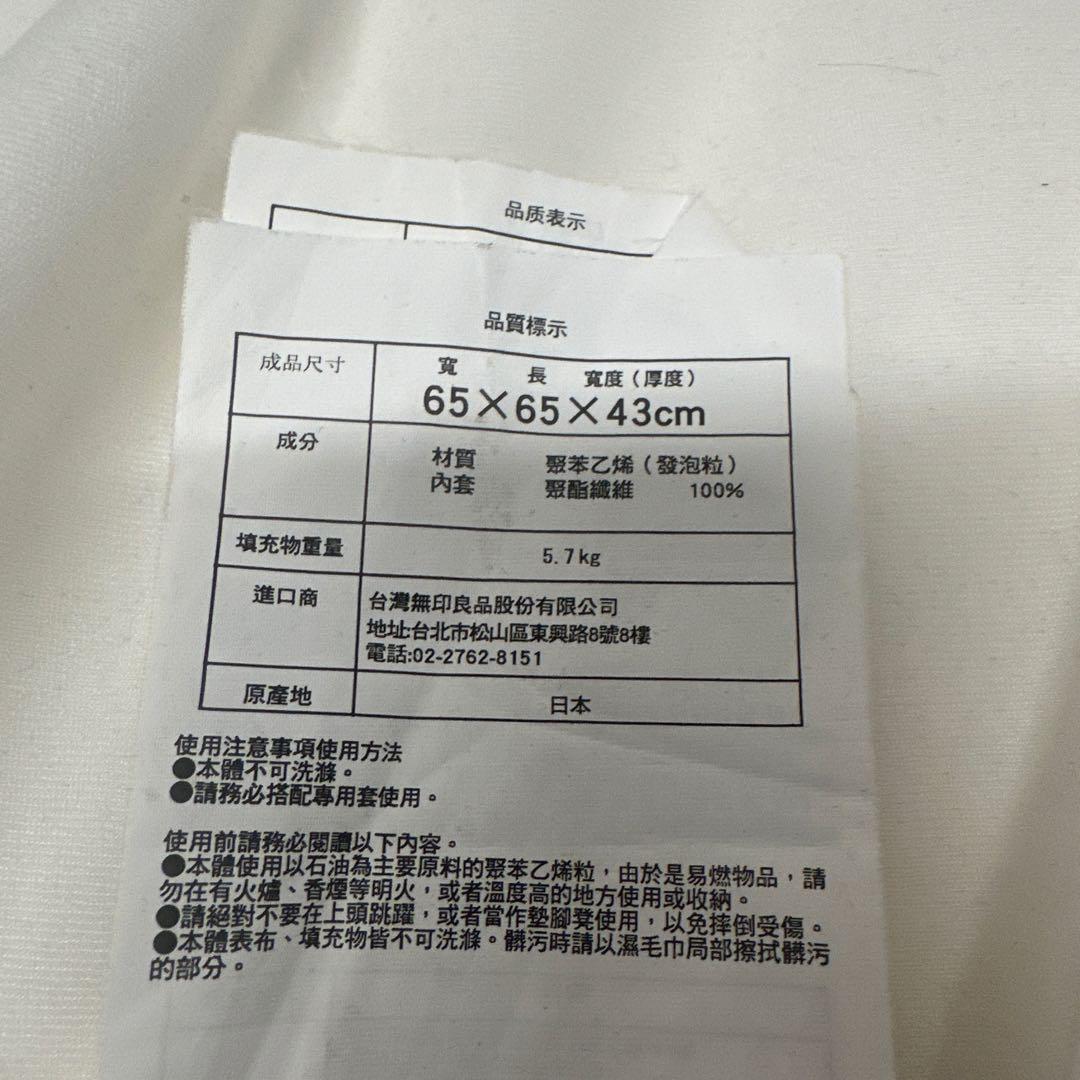 品质表示
品質標示
成品尺寸
寬 長 寬度(厚度)
65×65×43cm
成分
材質 聚苯乙烯(發泡粒)
內套 聚酯纖維 100%
填充物重量 5.7kg
進口商
台灣無印良品股份有限公司
地址:台北市松山區東興路8號8樓
電話:02-2762-8151
原產地 日本
使用注意事項使用方法
●本體不可洗滌。
●請務必搭配專用套使用。
使用前請務必閱讀以下內容。
●本體使用以石油為主要原料的聚苯乙烯粒,由於是易燃物品,請
勿在有火爐、香煙等明火,或者溫度高的地方使用或收納。
●請絕對不要在上頭跳躍,或者當作墊腳凳使用,以免摔倒受傷。
●本體表布、填充物皆不可洗滌。髒污時請以濕毛巾局部擦拭髒污
的部分。